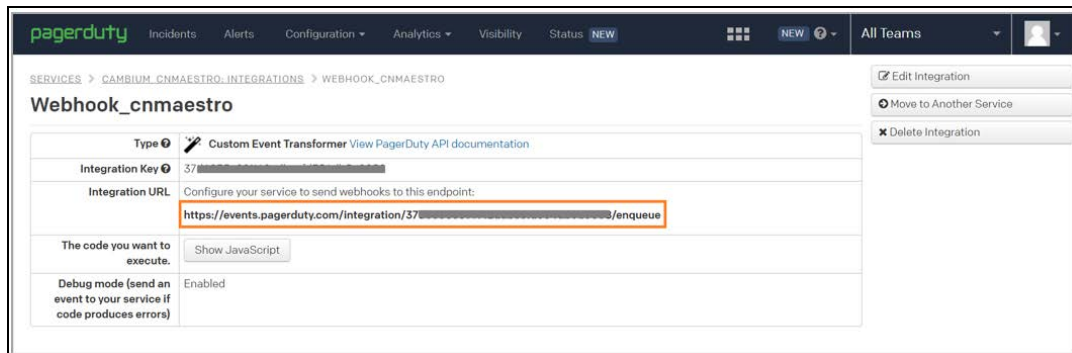 pagerduty Incidents Alerts Configuration Analytics Visibility Status NEW NEW All Teams
SERVICES > CAMBIUM_CNMAESTRO: INTEGRATIONS > WEBHOOK_CNMAESTRO
Edit Integration
Webhook_cnmaestro
Move to Another Service
Delete Integration
Type Custom Event Transformer View PagerDuty API documentation
Integration Key 37
Integration URL Configure your service to send webhooks to this endpoint:
https://events.pagerduty.com/integration/37 /enqueue
The code you want to
execute.
Show JavaScript
Debug mode (send an
event to your service if
code produces errors)
Enabled